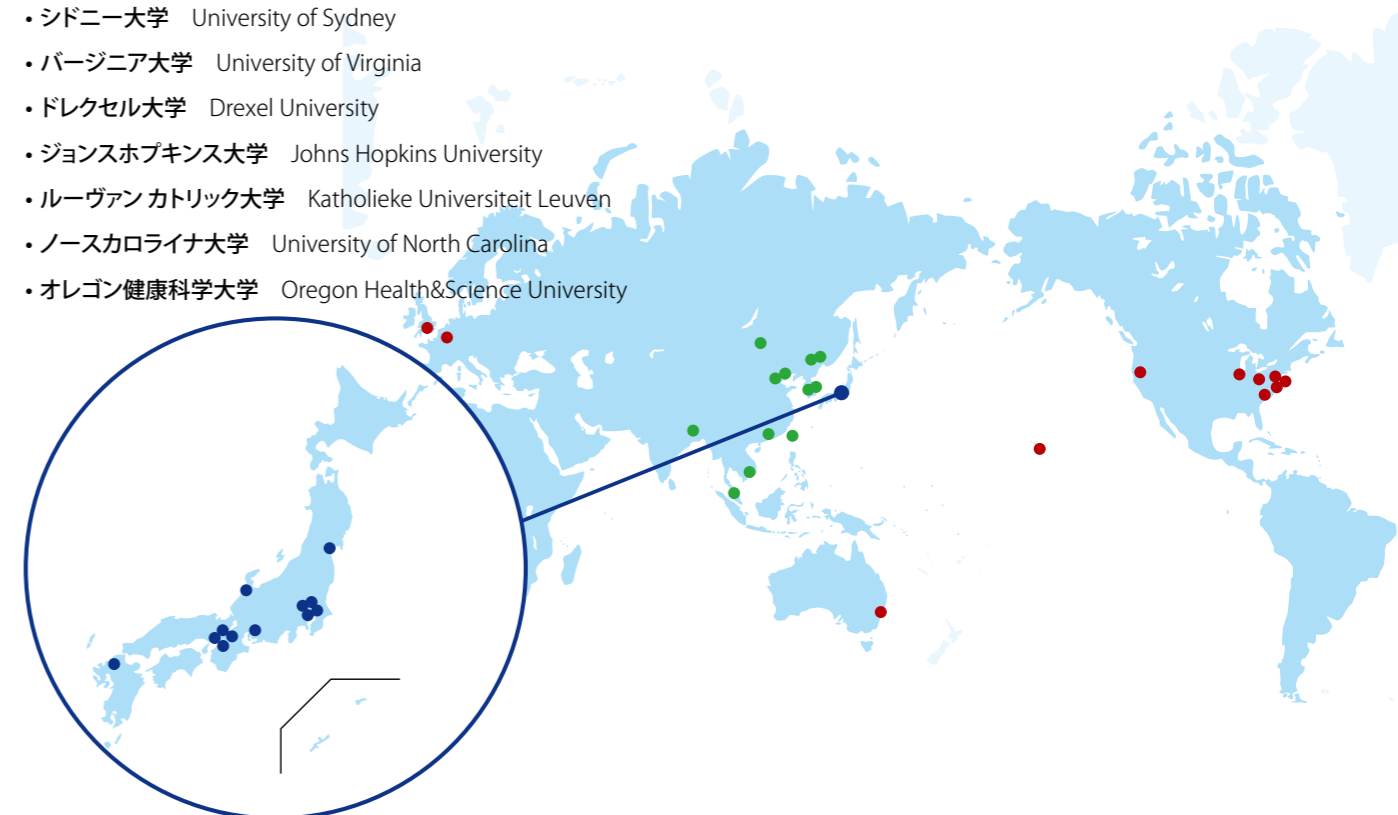 • シドニー大学 University of Sydney
• バージニア大学 University of Virginia
• ドレクセル大学 Drexel University
• ジョンスホプキンス大学 Johns Hopkins University
• ルーヴァン カトリック大学 Katholieke Universiteit Leuven
• ノースカロライナ大学 University of North Carolina
• オレゴン健康科学大学 Oregon Health&Science University